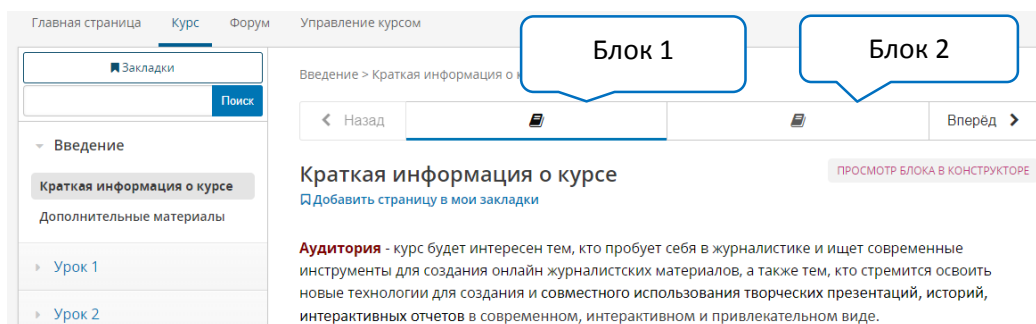 Главная страница Курс Форум Управление курсом
Блок 1
Блок 2
Закладки
Поиск
Введение > Краткая информация о
Назад
Вперёд
Введение
Краткая информация о курсе
Дополнительные материалы
Урок 1
Урок 2
Краткая информация о курсе
ПРОСМОТР БЛОКА В КОНСТРУКТОРЕ
Добавить страницу в мои закладки
Аудитория - курс будет интересен тем, кто пробует себя в журналистике и ищет современные
инструменты для создания онлайн журналистских материалов, а также тем, кто стремится освоить
новые технологии для создания и совместного использования творческих презентаций, историй,
интерактивных отчетов в современном, интерактивном и привлекательном виде.